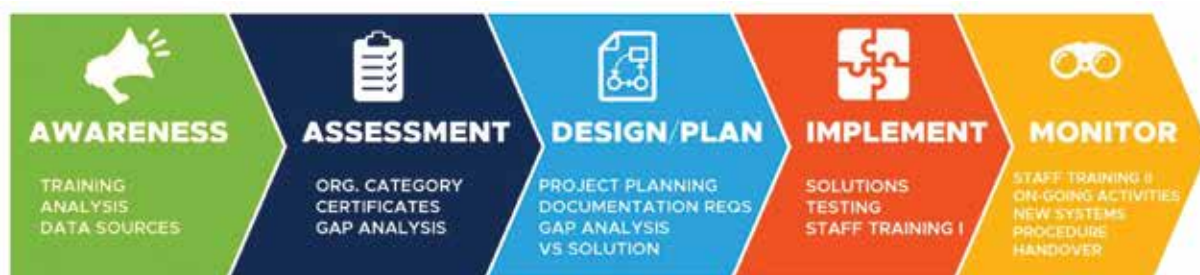 AWARENESS
TRAINING
ANALYSIS
DATA SOURCES
ASSESSMENT
ORG. CATEGORY
CERTIFICATES
GAP ANALYSIS
DESIGN/PLAN
PROJECT PLANNING
DOCUMENTATION REQS
GAP ANALYSIS
VS SOLUTION
IMPLEMENT
SOLUTIONS
TESTING
STAFF TRAINING I
MONITOR
STAFF TRAINING II
ON-GOING ACTIVITIES
NEW SYSTEMS
PROCEDURE
HANDOVER